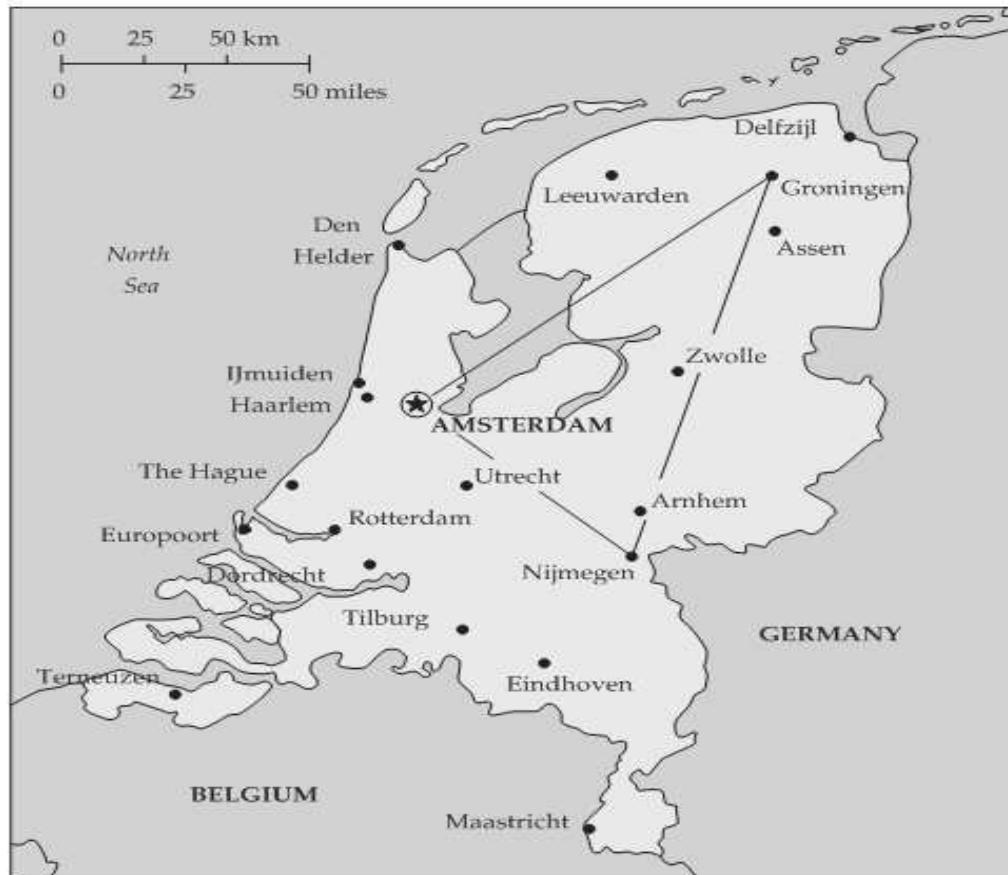 0 25 50 km
0 25 50 miles
Delfzijl
Leeuwarden
Groningen
Den
Helder
Assen
North
Sea
Zwolle
IJmuiden
Haarlem
AMSTERDAM
The Hague
Utrecht
Europoort
Rotterdam
Arnhem
Dordrecht
Nijmegen
Tilburg
GERMANY
Terneuzen
Eindhoven
BELGIUM
Maastricht